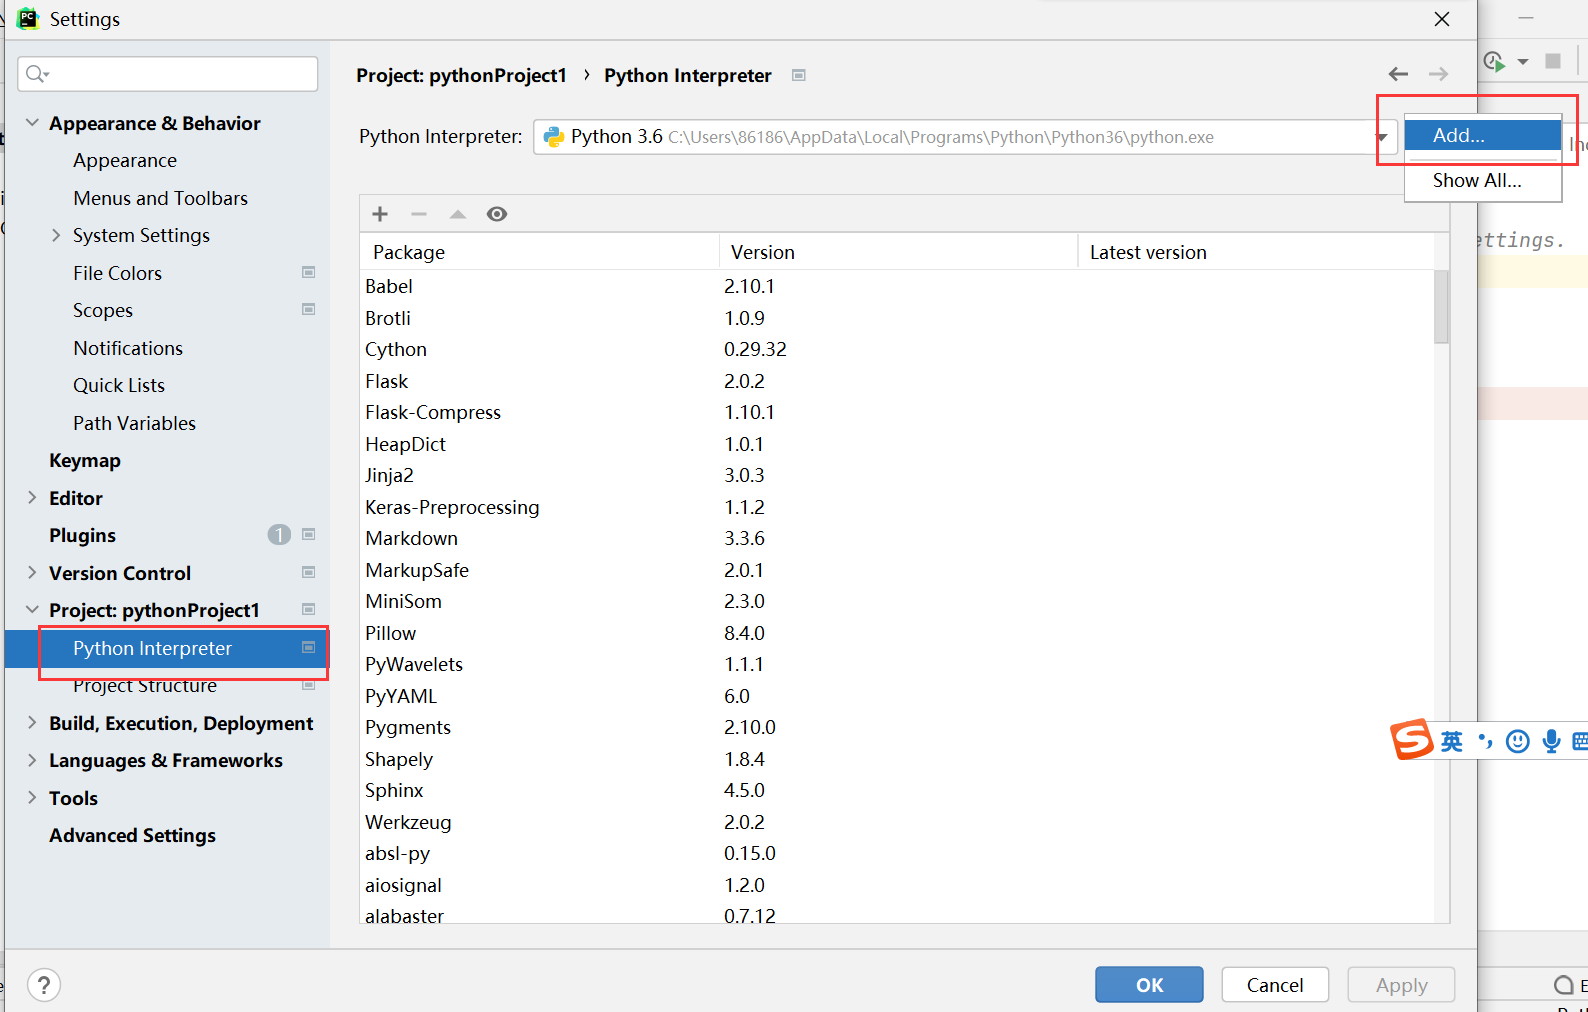 PC Settings
Appearance & Behavior
Appearance
Menus and Toolbars
System Settings
File Colors
Scopes
Notifications
Quick Lists
Path Variables
Keymap
Editor
Plugins 1
Version Control
Project: pythonProject1
Python Interpreter
Project Structure
Build, Execution, Deployment
Languages & Frameworks
Tools
Advanced Settings
Project: pythonProject1 › Python Interpreter
Python Interpreter: Python 3.6 C:\Users\86186\AppData\Local\Programs\Python\Python36\python.exe
Add...
Show All...
Package Version Latest version
Babel 2.10.1
Brotli 1.0.9
Cython 0.29.32
Flask 2.0.2
Flask-Compress 1.10.1
HeapDict 1.0.1
Jinja2 3.0.3
Keras-Preprocessing 1.1.2
Markdown 3.3.6
MarkupSafe 2.0.1
MiniSom 2.3.0
Pillow 8.4.0
PyWavelets 1.1.1
PyYAML 6.0
Pygments 2.10.0
Shapely 1.8.4
Sphinx 4.5.0
Werkzeug 2.0.2
absl-py 0.15.0
aiosignal 1.2.0
alabaster 0.7.12
? OK Cancel Apply
ettings.
S 英